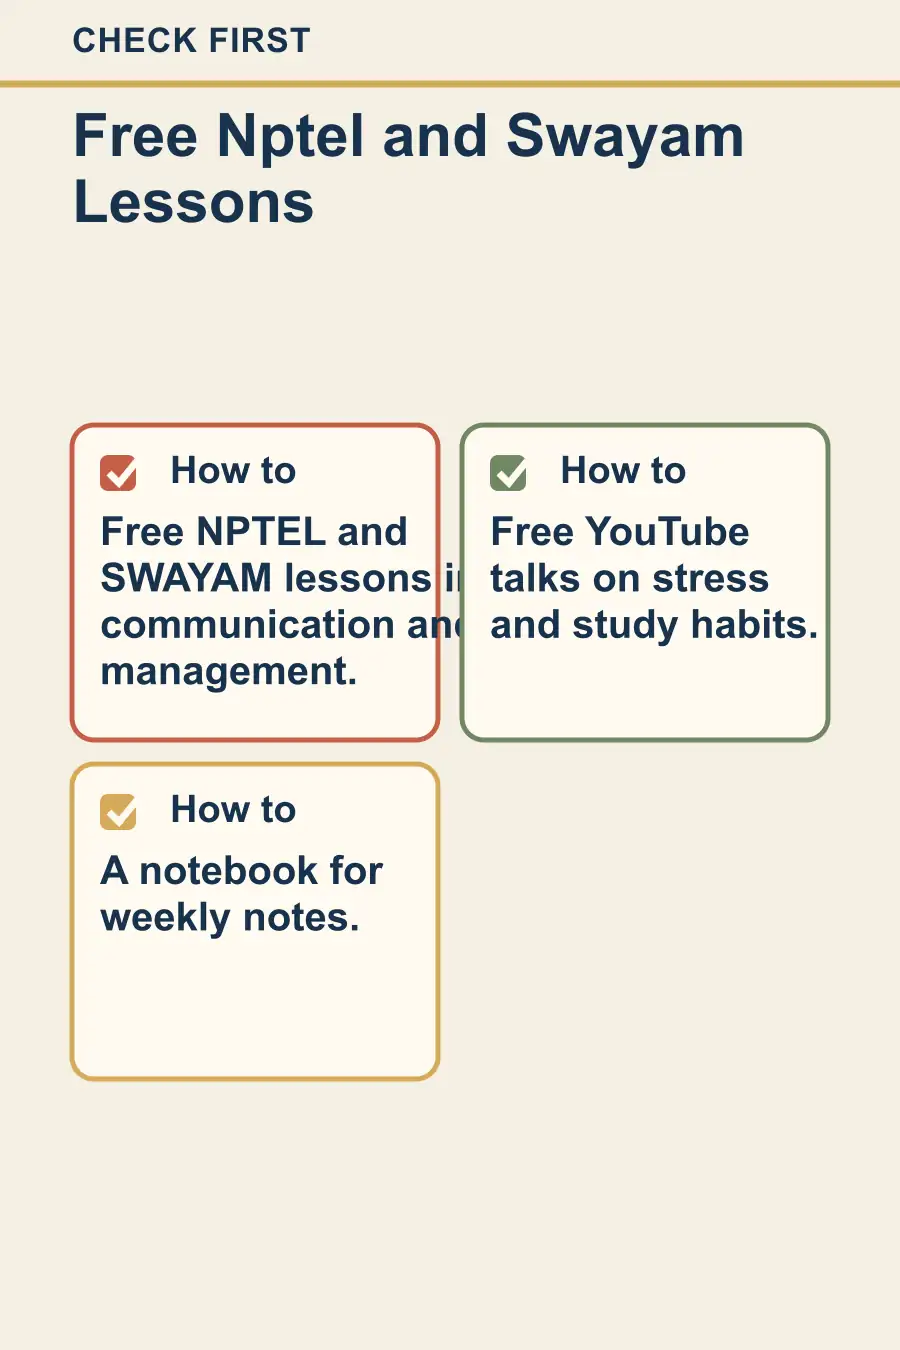 CHECK FIRST
Free Nptel and Swayam
Lessons
How to
Free NPTEL and
SWAYAM lessons
communication
management.
How to
Free YouTube
talks on stress
and study habits.
How to
A notebook for
weekly notes.